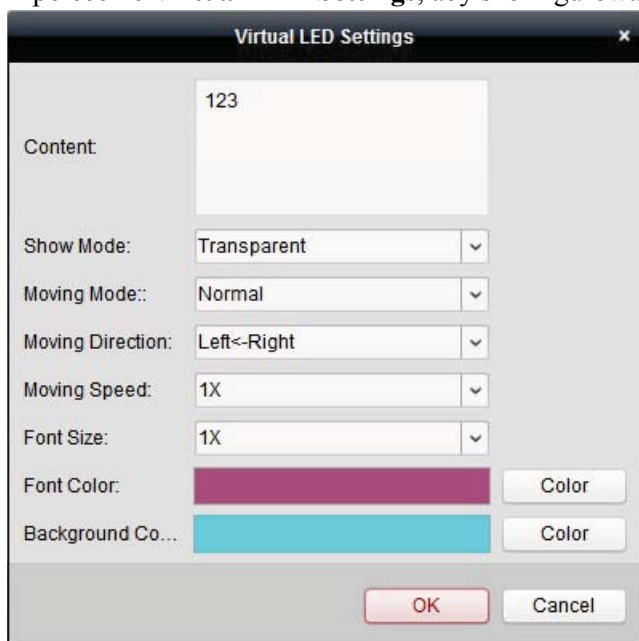 Virtual LED Settings ×
123
Content:
Show Mode: Transparent
Moving Mode:: Normal
Moving Direction: Left<-Right
Moving Speed: 1X
Font Size: 1X
Font Color: Color
Background Co... Color
OK Cancel